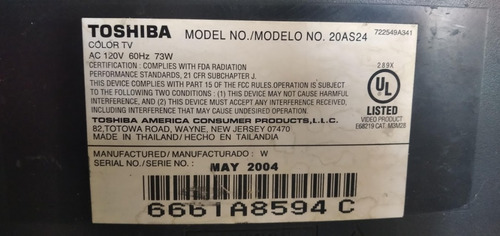 TOSHIBA MODEL NO./MODELO NO. 20AS24 722549A341
COLOR TV
AC 120V 60Hz 73W
CERTIFICATION : COMPLIES WITH FDA RADIATION
PERFORMANCE STANDARDS, 21 CFR SUBCHAPTER J.
THIS DEVICE COMPLIES WITH PART 15 OF THE FCC RULES.OPERATION IS SUBJECT TO
THE FOLLOWING TWO CONDITIONS : (1) THIS DEVICE MAY NOT CAUSE HARMFUL
INTERFERENCE, AND (2) THIS DEVICE MUST ACCEPT ANY INTERFERENCE RECEIVED,
INCLUDING INTERFERENCE THAT MAY CAUSE UNDESIRED OPERATION.
TOSHIBA AMERICA CONSUMER PRODUCTS,L.L.C.
82,TOTOWA ROAD, WAYNE, NEW JERSEY 07470
MADE IN THAILAND / HECHO EN TAILANDIA
289X
UL
LISTED
VIDEO PRODUCT
E68219 CAT. M3M28
MANUFACTURED/MANUFACTURADO : W
MAY 2004
SERIAL NO./SERIE NO. :
6661A8594 C